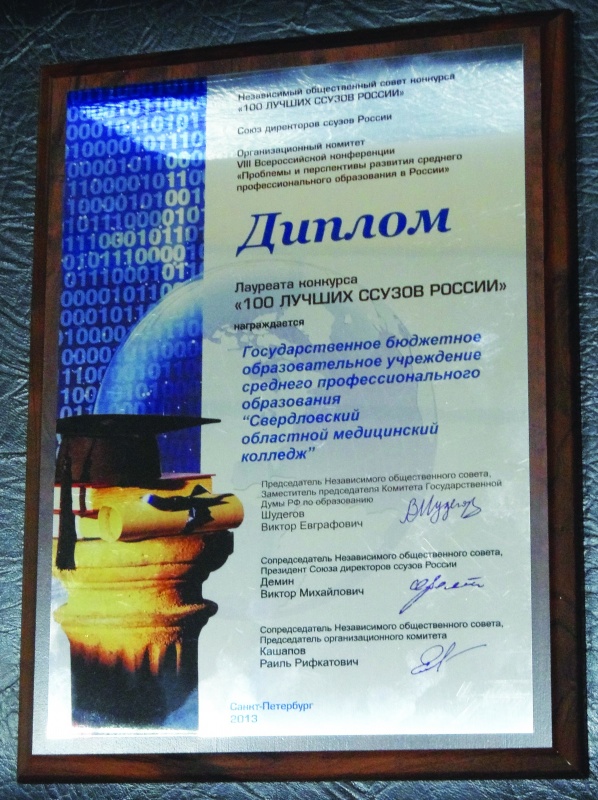 Независимый общественный совет конкурса
«100 ЛУЧШИХ ССУЗОВ РОССИИ»
Союз директоров ссузов России
Организационный комитет
VIII Всероссийской конференции
«Проблемы и перспективы развития среднего
профессионального образования в России»
Диплом
Лауреата конкурса
«100 ЛУЧШИХ ССУЗОВ РОССИИ»
награждается
Государственное бюджетное
образовательное учреждение
среднего профессионального
образования
“Свердловский
областной медицинский
колледж”
Председатель Независимого общественного совета,
Заместитель председателя Комитета Государственной
Думы РФ по образованию
Шудегов
Виктор Евграфович
Сопредседатель Независимого общественного совета,
Президент Союза директоров ссузов России
Демин
Виктор Михайлович
Сопредседатель Независимого общественного совета,
Председатель организационного комитета
Кашапов
Раиль Рифкатович
Санкт-Петербург
2013